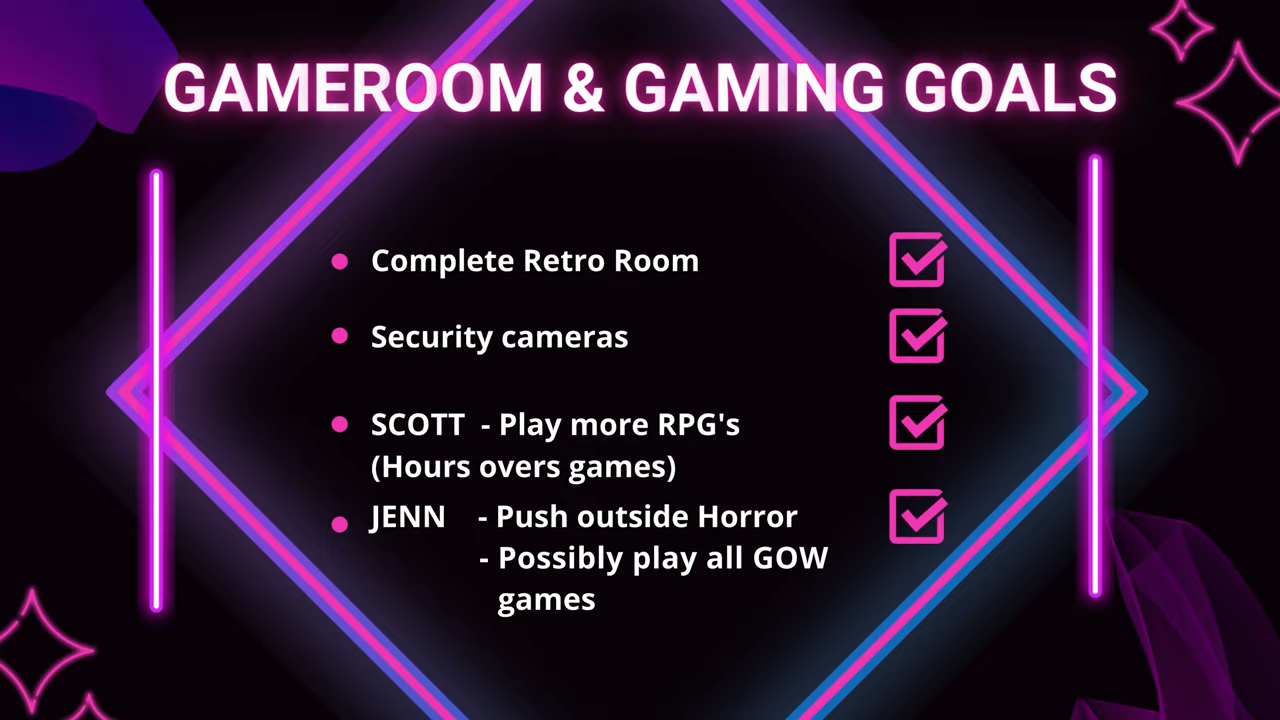 GAMEROOM & GAMING GOALS
Complete Retro Room
Security cameras
SCOTT - Play more RPG's
(Hours overs games)
JENN - Push outside Horror
- Possibly play all GOW
games